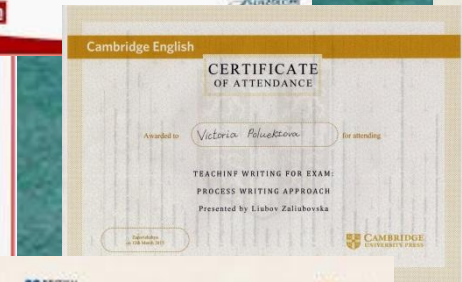 Cambridge English
CERTIFICATE
OF ATTENDANCE
Awarded to Victoria Poluektova for attending
TEACHINF WRITING FOR EXAM:
PROCESS WRITING APPROACH
Presented by Liubov Zaliubovska
CAMBRIDGE
UNIVERSITY PRESS